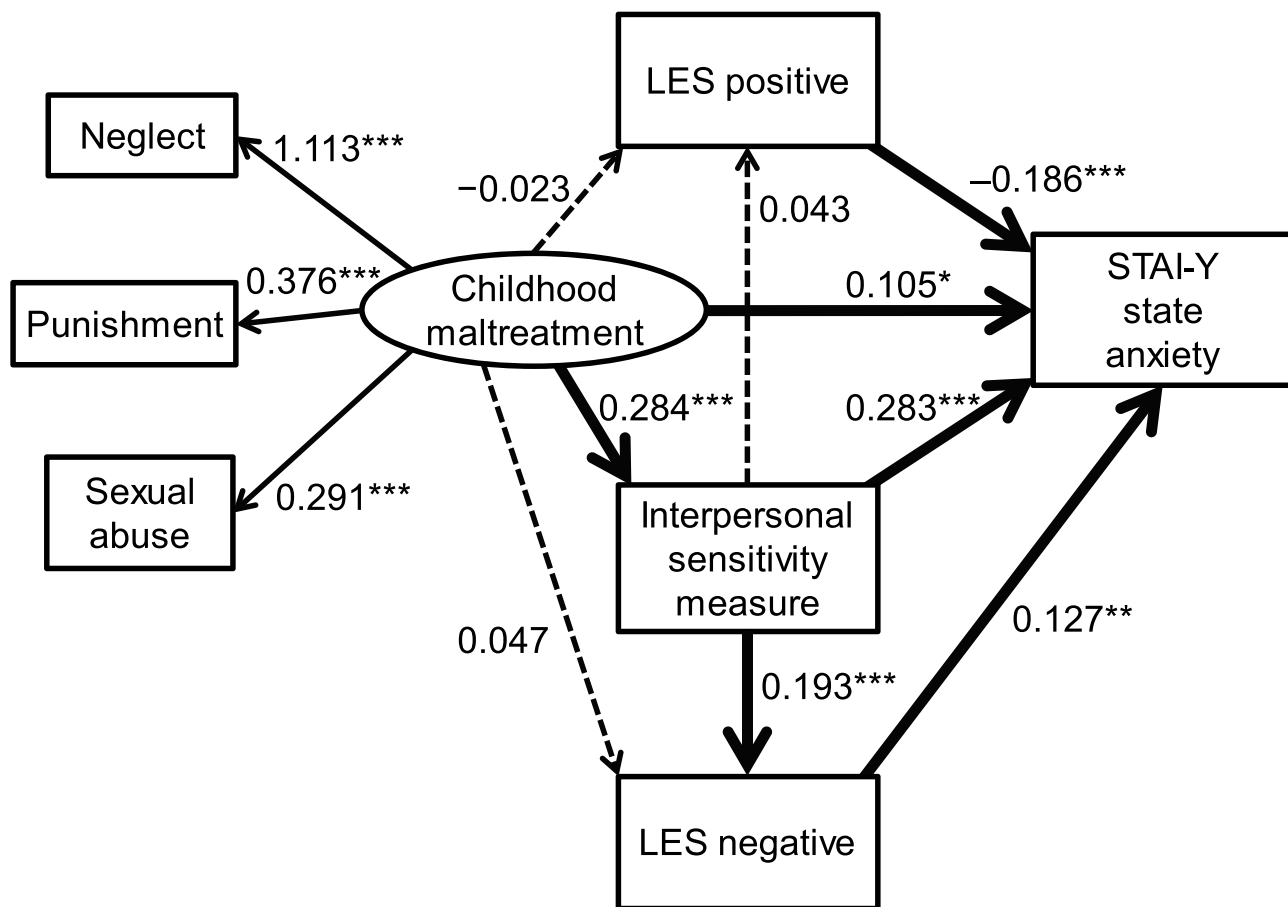 LES positive
Neglect
1.113***
−0.023
0.043
–0.186***
Punishment
0.376***
Childhood
maltreatment
0.105*
STAI-Y
state
anxiety
0.284***
0.283***
Sexual
abuse
0.291***
Interpersonal
sensitivity
measure
0.047
0.193***
0.127**
LES negative